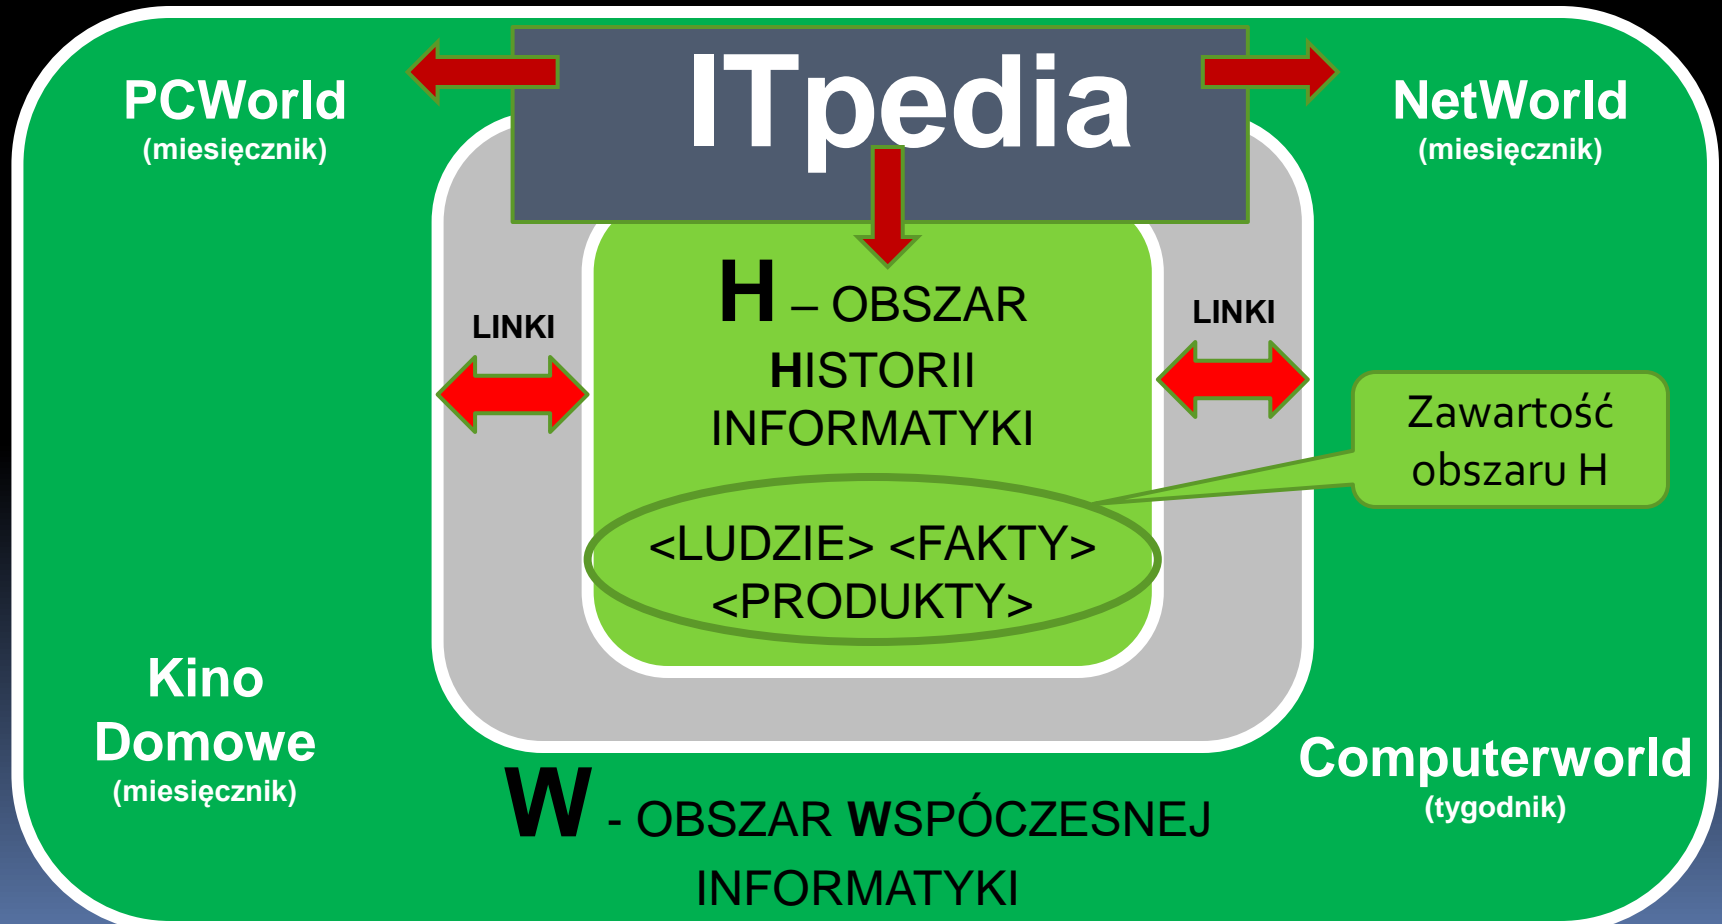 ITpedia
PCWorld
(miesięcznik)
NetWorld
(miesięcznik)
H – OBSZAR
HISTORII
INFORMATYKI
LINKI
LINKI
Zawartość
obszaru H
<LUDZIE> <FAKTY>
<PRODUKTY>
Kino
Domowe
(miesięcznik)
Computerworld
(tygodnik)
W - OBSZAR WSPÓŁCZESNEJ
INFORMATYKI